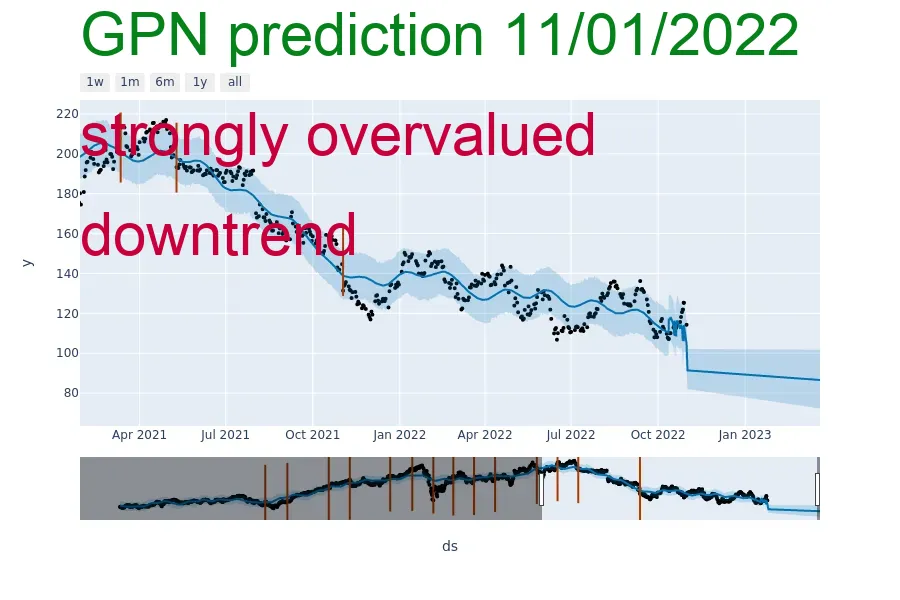 GPN prediction 11/01/2022
1w 1m 6m 1y all
strongly overvalued
downtrend
220
200
180
160
140
120
100
80
y
Apr 2021 Jul 2021 Oct 2021 Jan 2022 Apr 2022 Jul 2022 Oct 2022 Jan 2023
ds